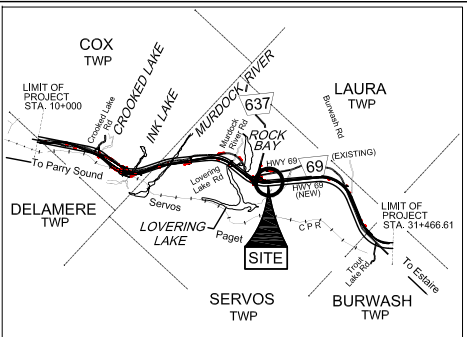 COX
TWP
LIMIT OF
PROJECT
STA. 10+000
Crooked Lake
Rd
CROOKED LAKE
INK LAKE
MURDOCK RIVER
637
Murdock
River Rd
ROCK
BAY
LAURA
TWP
Burwash Rd
HWY 69
(EXISTING)
69
HWY 69
(NEW)
To Parry Sound
Lovering
Lake Rd
DELAMERE
TWP
Servos
LOVERING
LAKE
Paget
CPR
SITE
LIMIT OF
PROJECT
STA. 31+466.61
Trout
Lake Rd
To Estaire
SERVOS
TWP
BURWASH
TWP